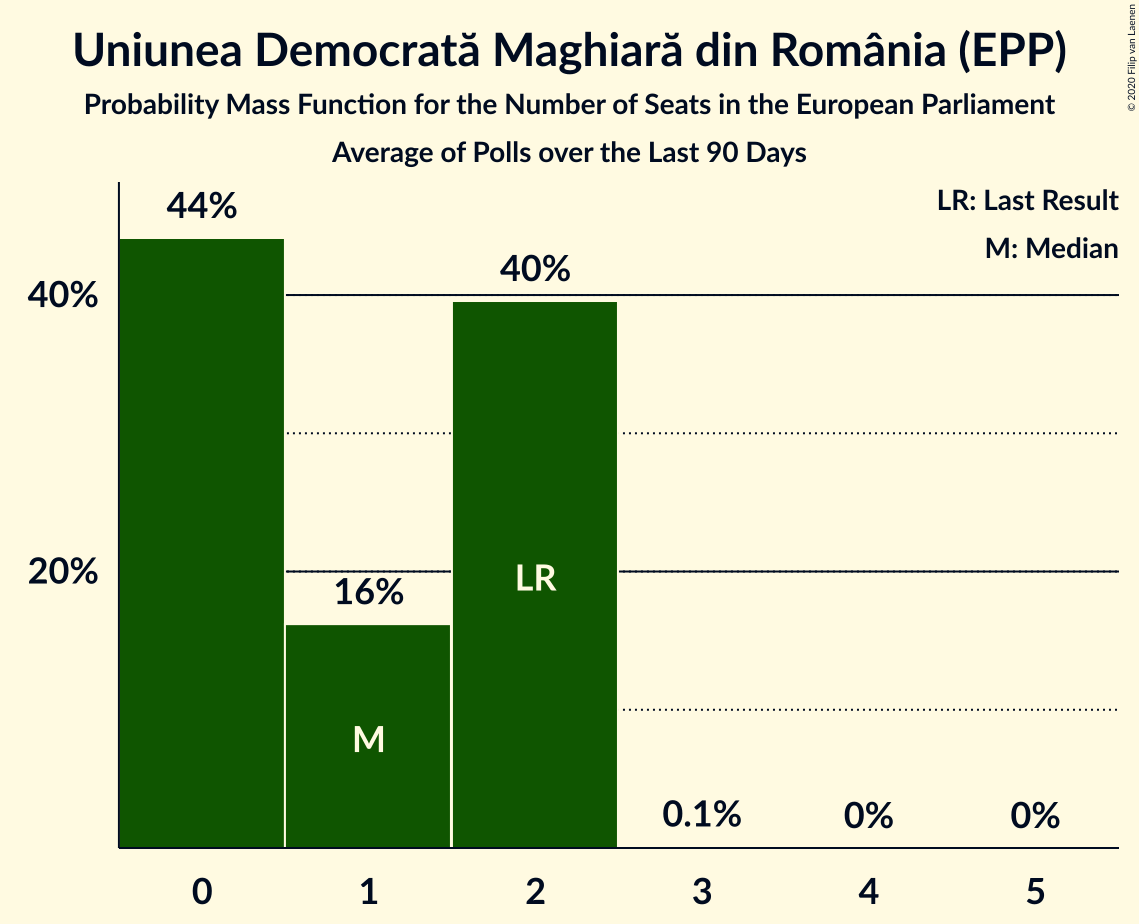 Uniunea Democrată Maghiară din România (EPP)
Probability Mass Function for the Number of Seats in the European Parliament
Average of Polls over the Last 90 Days
© 2020 Filip van Laenen
LR: Last Result
M: Median
44%
40%
40%
20%
16%
LR
M
0.1%
0%
0%
0
1
2
3
4
5